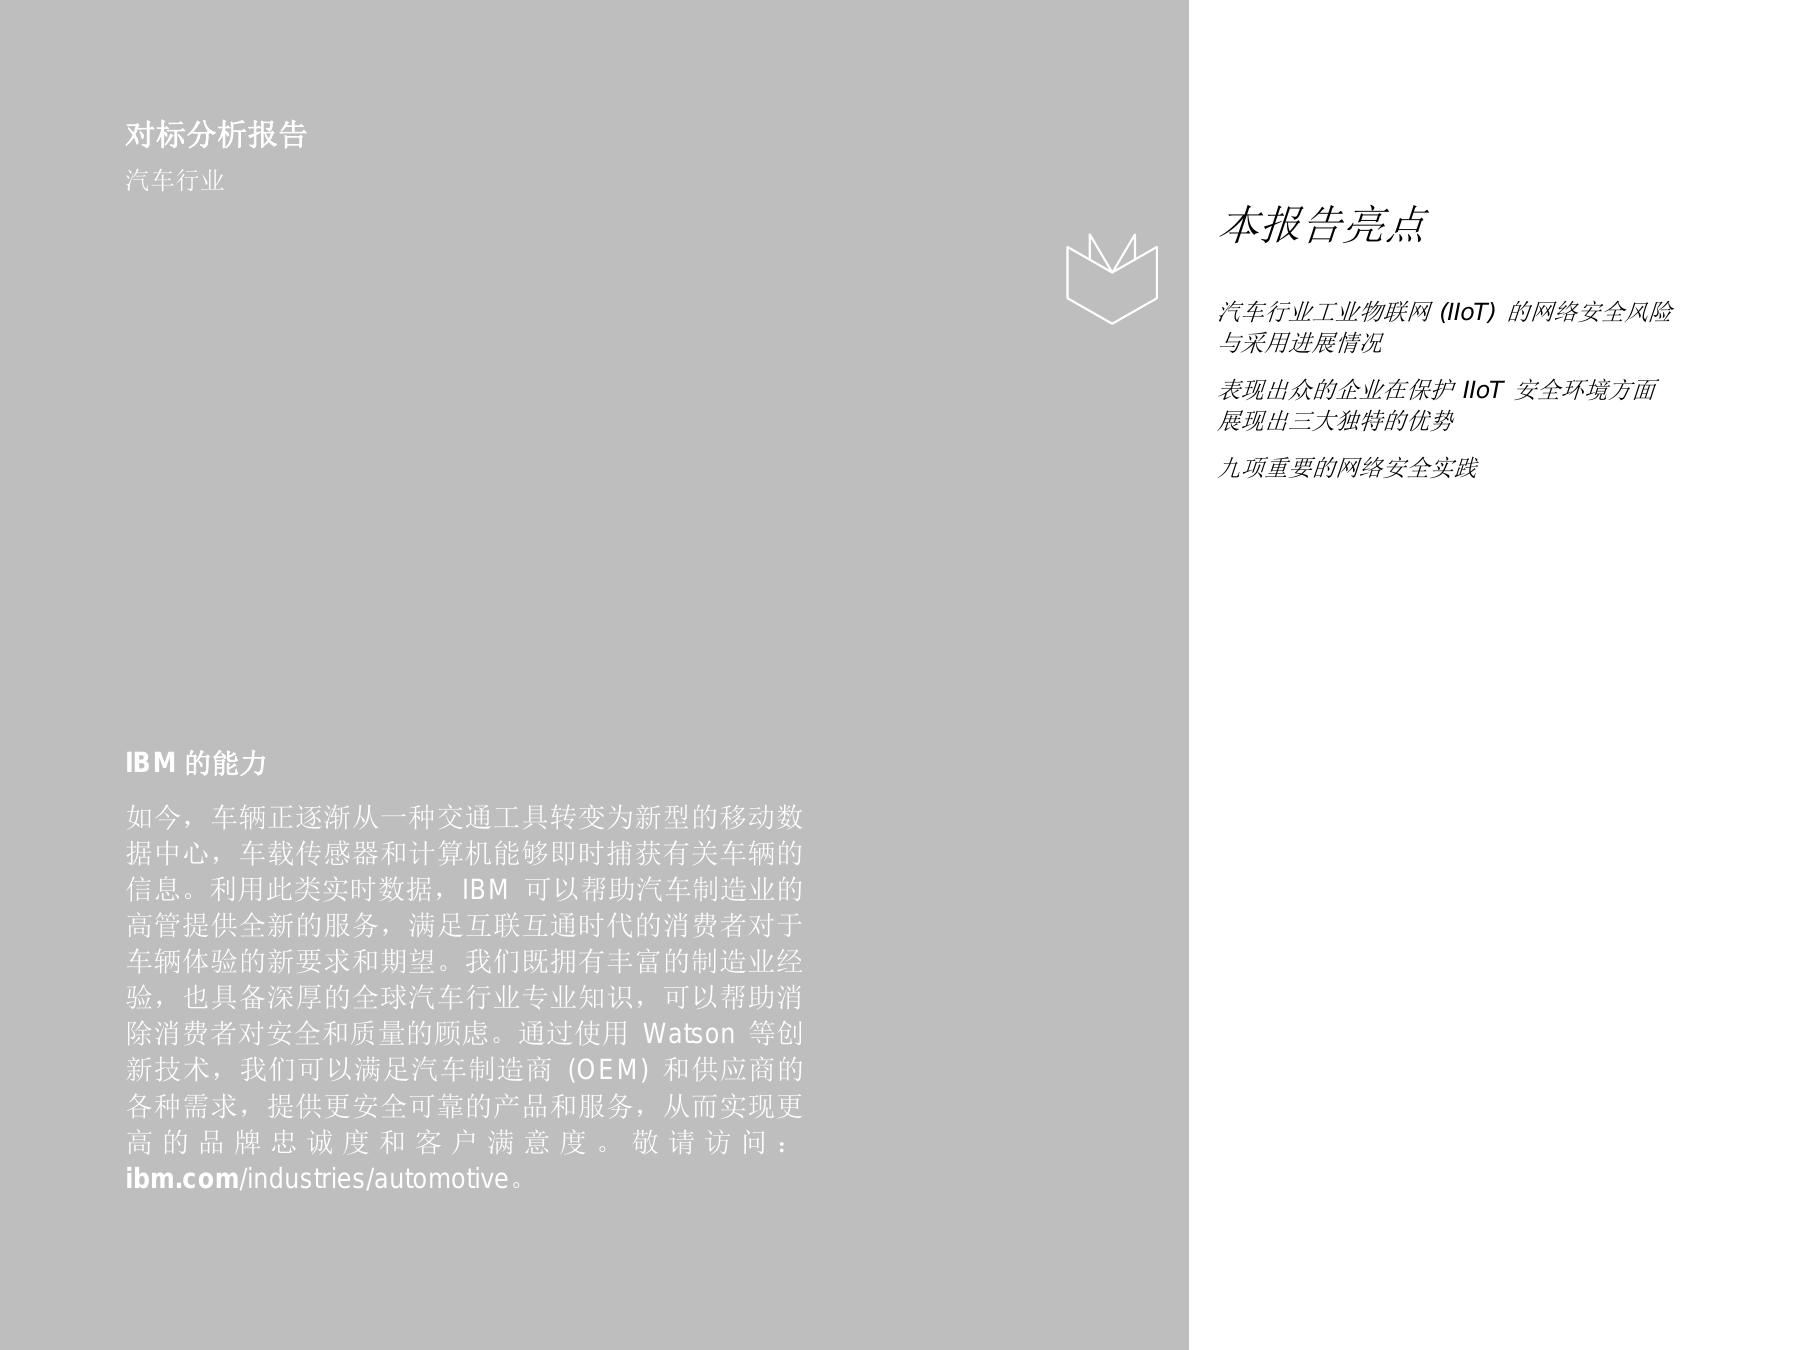 对标分析报告
汽车行业
IBM 的能力
如今，车辆正逐渐从一种交通工具转变为新型的移动数
据中心，车载传感器和计算机能够即时捕获有关车辆的
信息。利用此类实时数据，IBM 可以帮助汽车制造业的
高管提供全新的服务，满足互联互通时代的消费者对于
车辆体验的新要求和期望。我们既拥有丰富的制造业经
验，也具备深厚的全球汽车行业专业知识，可以帮助消
除消费者对安全和质量的顾虑。通过使用 Watson 等创
新技术，我们可以满足汽车制造商 (OEM) 和供应商的
各种需求，提供更安全可靠的产品和服务，从而实现更
高的品牌忠诚度和客户满意度。敬请访问：
ibm.com/industries/automotive。
本报告亮点
汽车行业工业物联网 (IIoT) 的网络安全风险
与采用进展情况
表现出众的企业在保护 IIoT 安全环境方面
展现出三大独特的优势
九项重要的网络安全实践